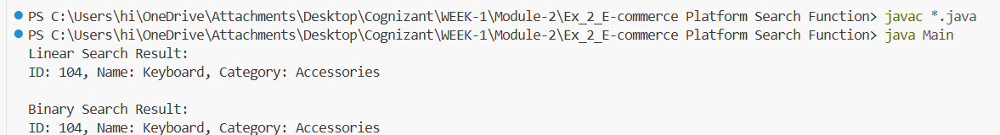 PS C:\Users\hi\OneDrive\Attachments\Desktop\Cognizant\WEEK-1\Module-2\Ex_2_E-commerce Platform Search Function> javac *.java
PS C:\Users\hi\OneDrive\Attachments\Desktop\Cognizant\WEEK-1\Module-2\Ex_2_E-commerce Platform Search Function> java Main
Linear Search Result:
ID: 104, Name: Keyboard, Category: Accessories
Binary Search Result:
ID: 104, Name: Keyboard, Category: Accessories